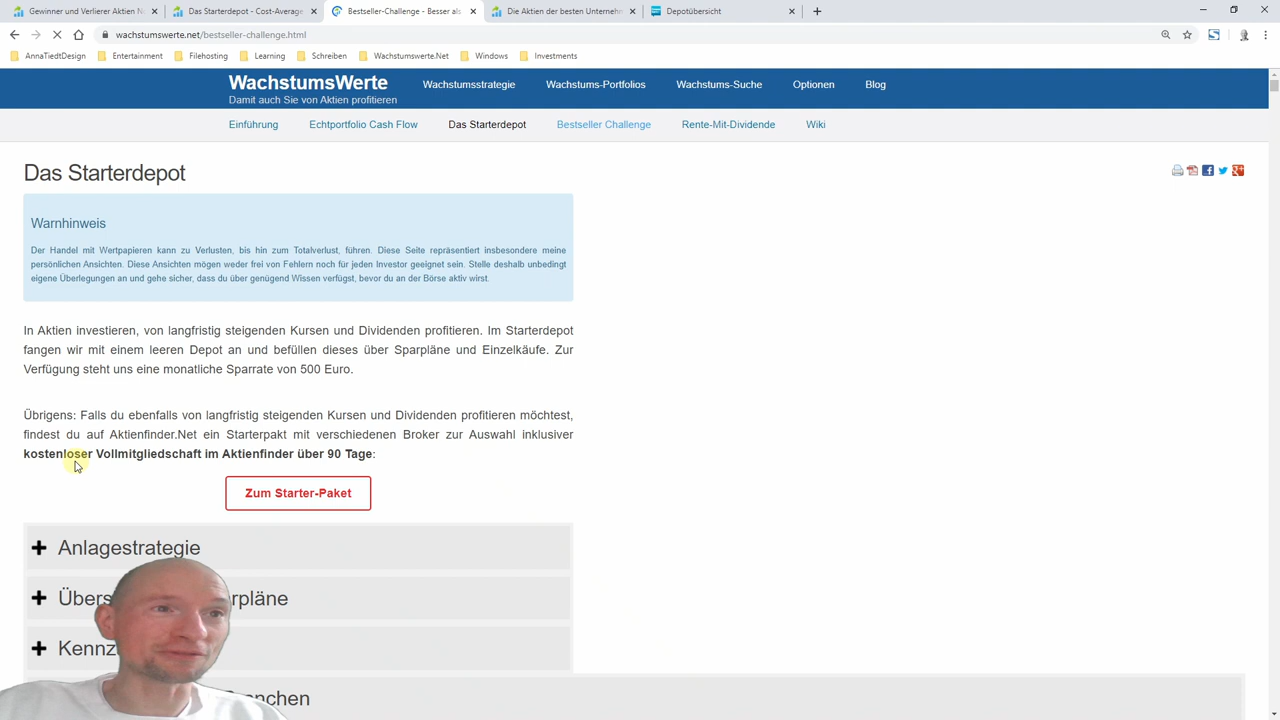 Gewinner und Verlierer Aktien N
Das Starterdepot - Cost-Average
Bestseller-Challenge - Besser als
Die Aktien der besten Unternehm
Depotübersicht
wachstumswerte.net/bestseller-challenge.html
AnnaTiedtDesign
Entertainment
Filehosting
Learning
Schreiben
Wachstumswerte.Net
Windows
Investments
WachstumsWerte
Damit auch Sie von Aktien profitieren
Wachstumsstrategie
Wachstums-Portfolios
Wachstums-Suche
Optionen
Blog
Einführung
Echtportfolio Cash Flow
Das Starterdepot
Bestseller Challenge
Rente-Mit-Dividende
Wiki
Das Starterdepot
Warnhinweis
Der Handel mit Wertpapieren kann zu Verlusten, bis hin zum Totalverlust, führen. Diese Seite repräsentiert insbesondere meine
persönlichen Ansichten. Diese Ansichten mögen weder frei von Fehlern noch für jeden Investor geeignet sein. Stelle deshalb unbedingt
eigene Überlegungen an und gehe sicher, dass du über genügend Wissen verfügst, bevor du an der Börse aktiv wirst.
In Aktien investieren, von langfristig steigenden Kursen und Dividenden profitieren. Im Starterdepot
fangen wir mit einem leeren Depot an und befüllen dieses über Sparpläne und Einzelkäufe. Zur
Verfügung steht uns eine monatliche Sparrate von 500 Euro.
Übrigens: Falls du ebenfalls von langfristig steigenden Kursen und Dividenden profitieren möchtest,
findest du auf Aktienfinder.Net ein Starterpakt mit verschiedenen Broker zur Auswahl inklusiver
kostenloser Vollmitgliedschaft im Aktienfinder über 90 Tage:
Zum Starter-Paket
Anlagestrategie